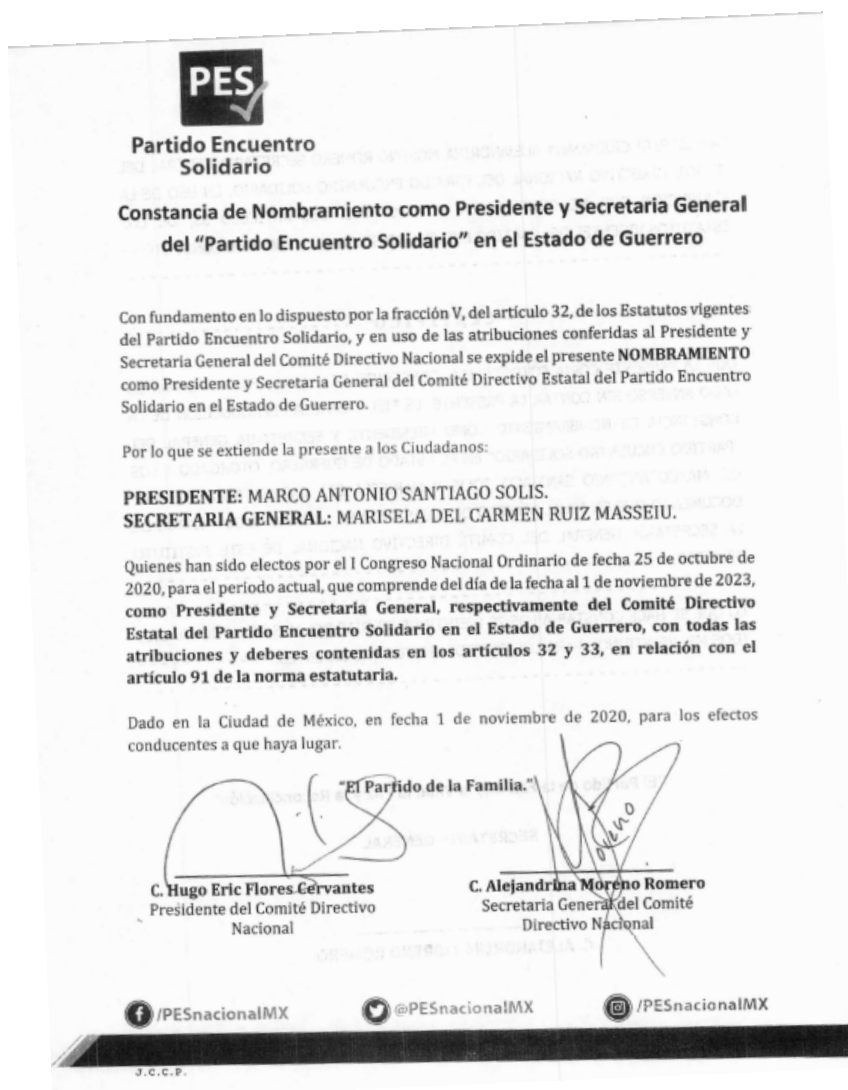 PES
Partido Encuentro
Solidario
Constancia de Nombramiento como Presidente y Secretaria General
del “Partido Encuentro Solidario” en el Estado de Guerrero
Con fundamento en lo dispuesto por la fracción V, del artículo 32, de los Estatutos vigentes
del Partido Encuentro Solidario, y en uso de las atribuciones conferidas al Presidente y
Secretaria General del Comité Directivo Nacional se expide el presente NOMBRAMIENTO
como Presidente y Secretaria General del Comité Directivo Estatal del Partido Encuentro
Solidario en el Estado de Guerrero.
Por lo que se extiende la presente a los Ciudadanos:
PRESIDENTE: MARCO ANTONIO SANTIAGO SOLIS.
SECRETARIA GENERAL: MARISELA DEL CARMEN RUIZ MASSEIU.
Quienes han sido electos por el I Congreso Nacional Ordinario de fecha 25 de octubre de
2020, para el periodo actual, que comprende del día de la fecha al 1 de noviembre de 2023,
como Presidente y Secretaria General, respectivamente del Comité Directivo
Estatal del Partido Encuentro Solidario en el Estado de Guerrero, con todas las
atribuciones y deberes contenidas en los artículos 32 y 33, en relación con el
artículo 91 de la norma estatutaria.
Dado en la Ciudad de México, en fecha 1 de noviembre de 2020, para los efectos
conducentes a que haya lugar.
“El Partido de la Familia.”
C. Hugo Eric Flores Cervantes
Presidente del Comité Directivo
Nacional
C. Alejandrina Moreno Romero
Secretaria General del Comité
Directivo Nacional
/PESnacionalMX
@PESnacionalMX
/PESnacionalMX
J.C.C.P.